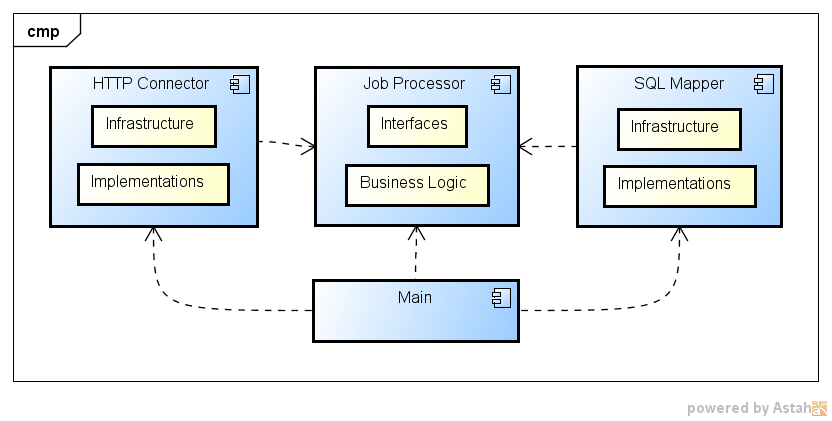 cmp
HTTP Connector
Infrastructure
Implementations
Job Processor
Interfaces
Business Logic
SQL Mapper
Infrastructure
Implementations
Main
powered by Astah